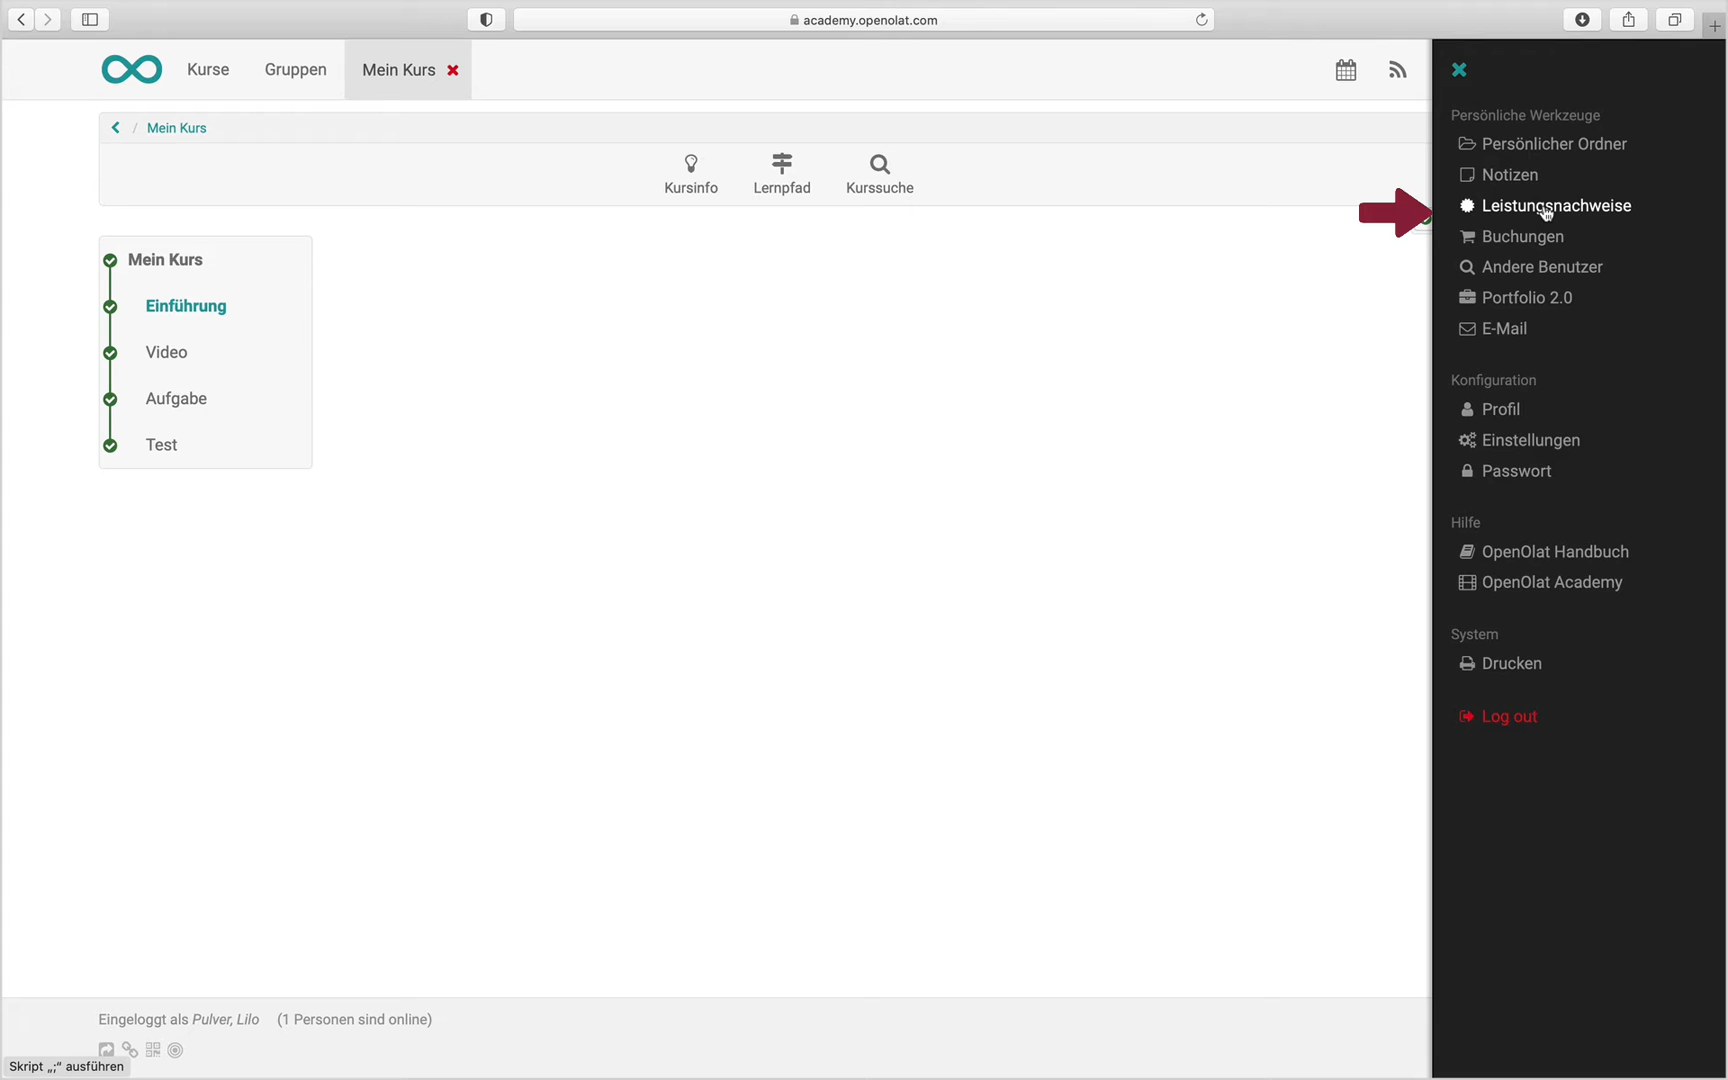 academy.openolat.com
Kurse
Gruppen
Mein Kurs
Mein Kurs
Kursinfo
Lernpfad
Kurssuche
Mein Kurs
Einführung
Video
Aufgabe
Test
Persönliche Werkzeuge
Persönlicher Ordner
Notizen
Leistungsnachweise
Buchungen
Andere Benutzer
Portfolio 2.0
E-Mail
Konfiguration
Profil
Einstellungen
Passwort
Hilfe
OpenOlat Handbuch
OpenOlat Academy
System
Drucken
Log out
Eingeloggt als Pulver, Lilo (1 Personen sind online)
Skript „;“ ausführen